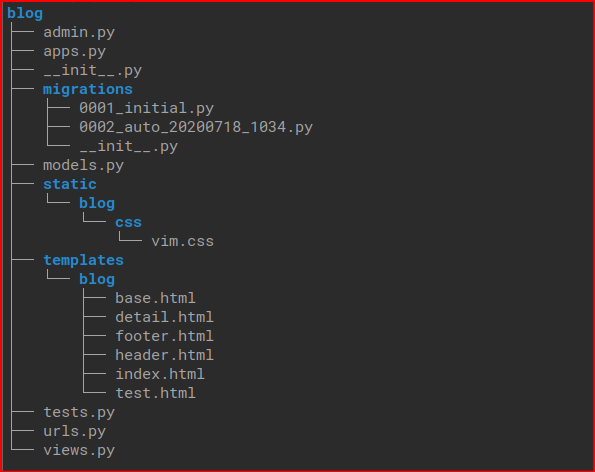 blog
├── admin.py
├── apps.py
├── __init__.py
├── migrations
│   ├── 0001_initial.py
│   ├── 0002_auto_20200718_1034.py
│   └── __init__.py
├── models.py
├── static
│   └── blog
│       └── css
│           └── vim.css
├── templates
│   └── blog
│       ├── base.html
│       ├── detail.html
│       ├── footer.html
│       ├── header.html
│       ├── index.html
│       └── test.html
├── tests.py
├── urls.py
└── views.py